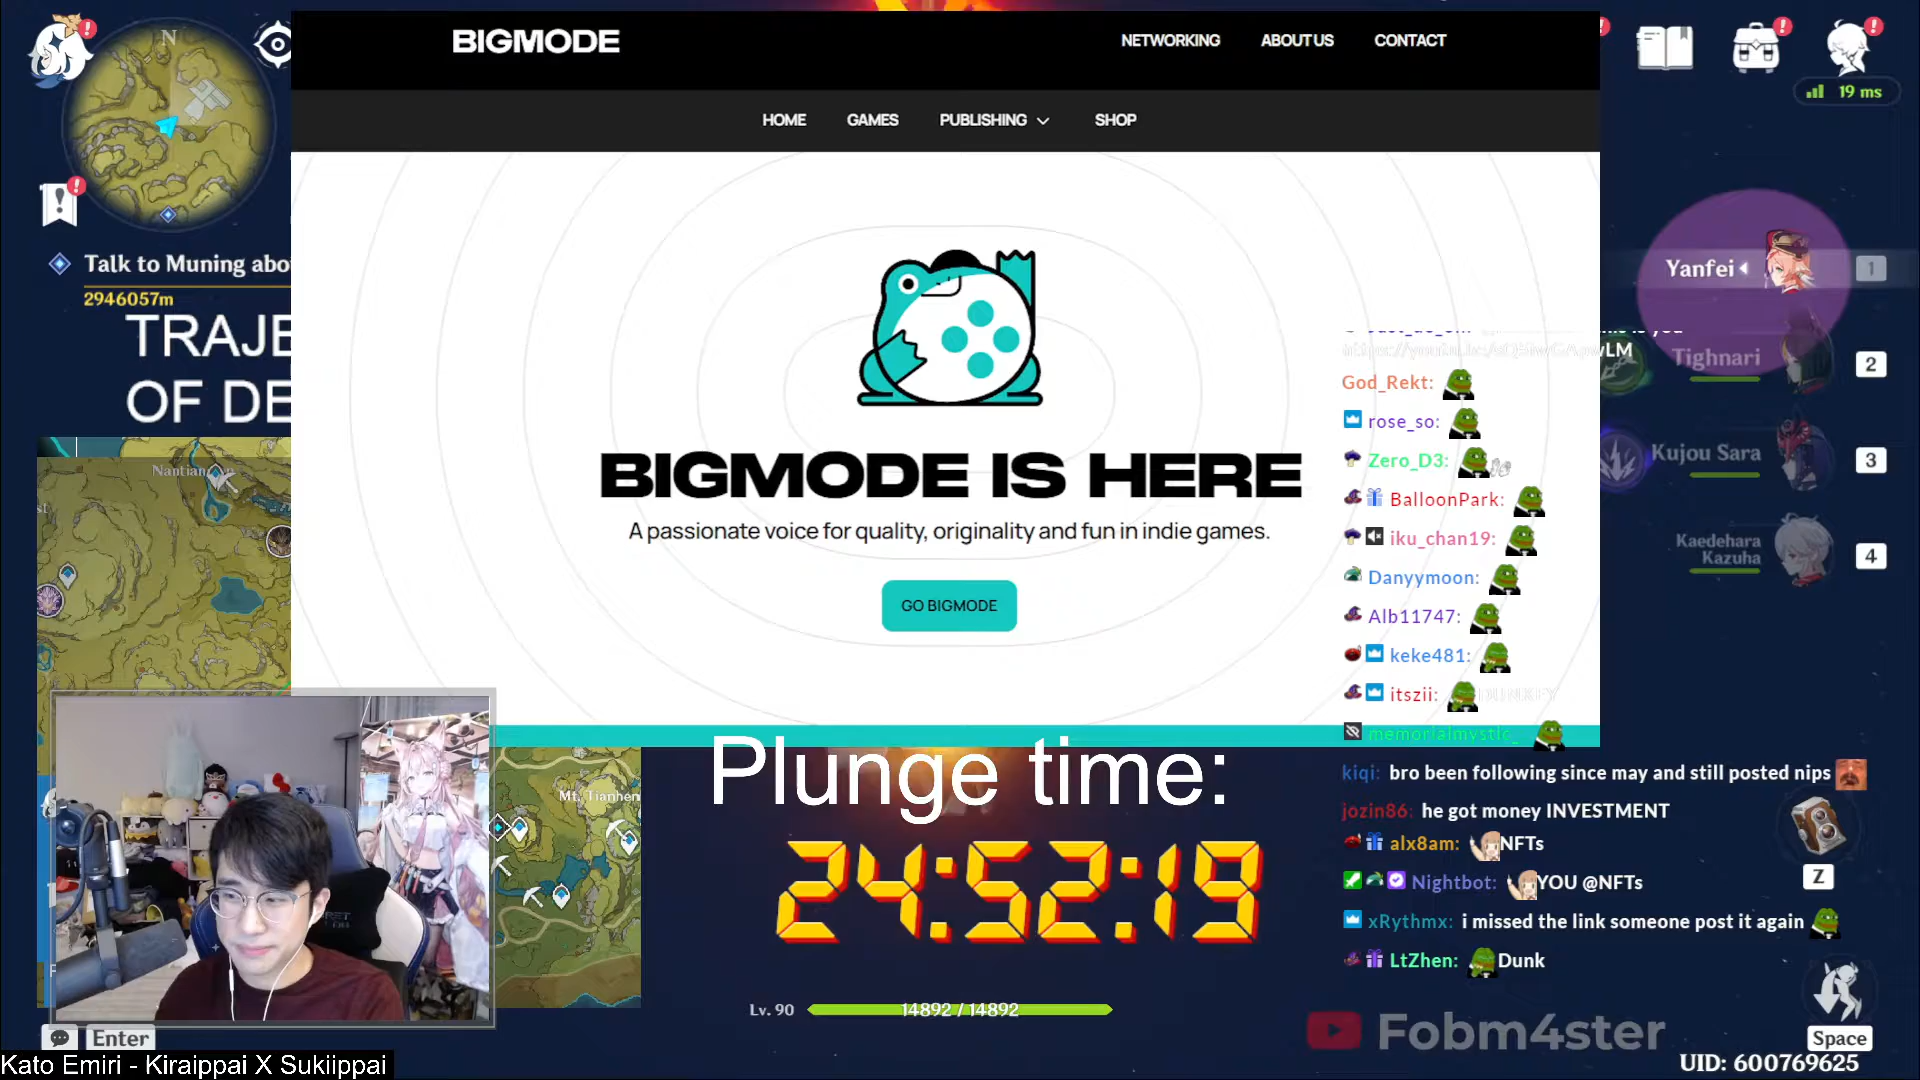 N
BIGMODE
NETWORKING
ABOUT US
CONTACT
HOME
GAMES
PUBLISHING
SHOP
19 ms
Talk to Muning abo
2946057m
TRAJE
OF DE
Yanfei
1
Tighnari
2
Kujou Sara
3
Kaedehara
Kazuha
4
BIGMODE IS HERE
A passionate voice for quality, originality and fun in indie games.
GO BIGMODE
God_Rekt:
rose_so:
Zero_D3:
BalloonPark:
iku_chan19:
Danyymoon:
Alb11747:
keke481:
itszii: DUNKEY
memorialmystic_
kiqi: bro been following since may and still posted nips
jozin86: he got money INVESTMENT
alx8am: NFTs
Nightbot: YOU @NFTs
xRythmx: i missed the link someone post it again
LtZhen: Dunk
Mt. Tianhen
Plunge time:
24:52:19
Lv. 90
14892 / 14892
Z
Enter
Space
Fobm4ster
Kato Emiri - Kiraippai X Sukiippai
UID: 600769625